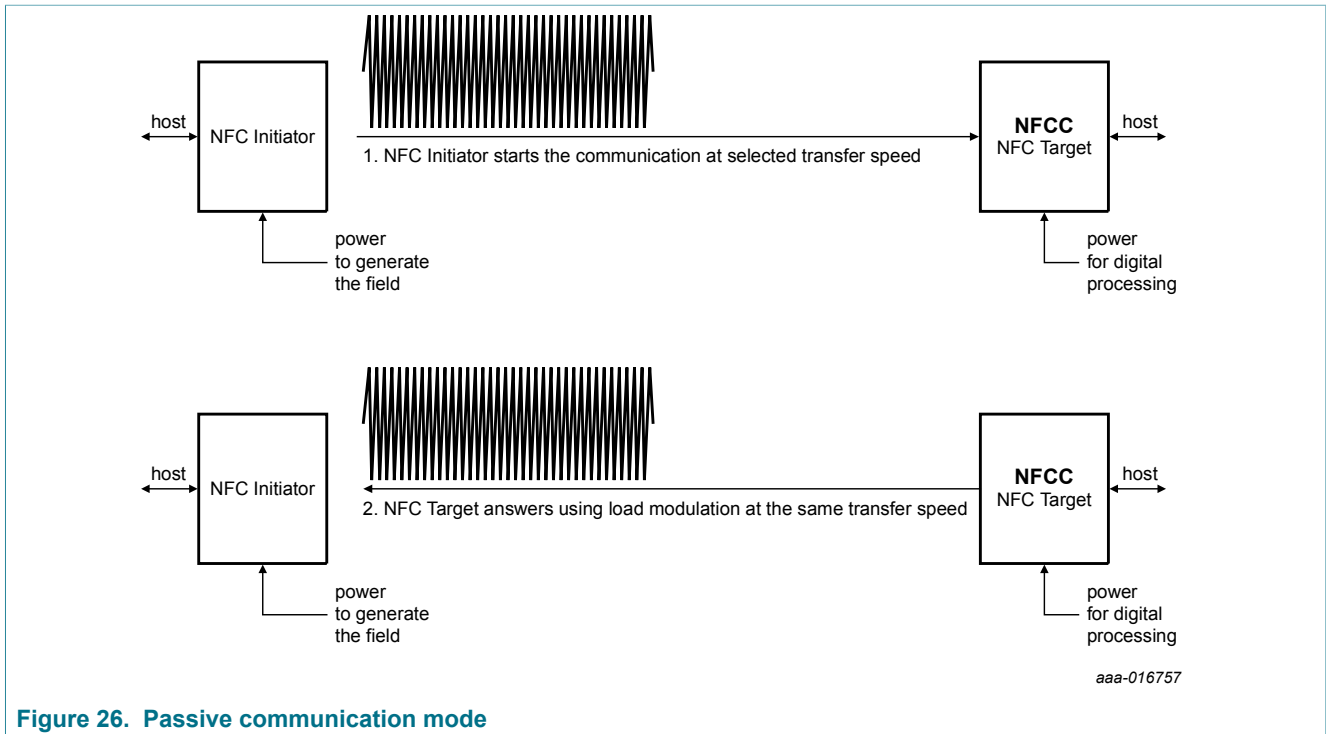 host
NFC Initiator
1. NFC Initiator starts the communication at selected transfer speed
NFCC
NFC Target
host
power
to generate
the field
power
for digital
processing
host
NFC Initiator
2. NFC Target answers using load modulation at the same transfer speed
NFCC
NFC Target
host
power
to generate
the field
power
for digital
processing
aaa-016757
Figure 26. Passive communication mode